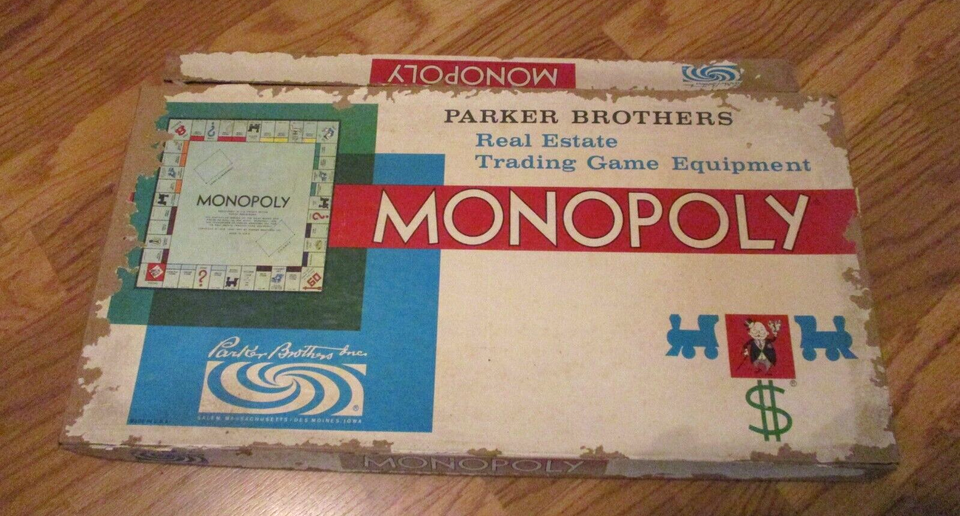 MONOPOLY
PARKER BROTHERS
Real Estate
Trading Game Equipment
MONOPOLY
MONOPOLY
GO
Parker Brothers Inc.
®
SALEM, MASSACHUSETTS • DES MOINES, IOWA
®
$
MONOPOLY